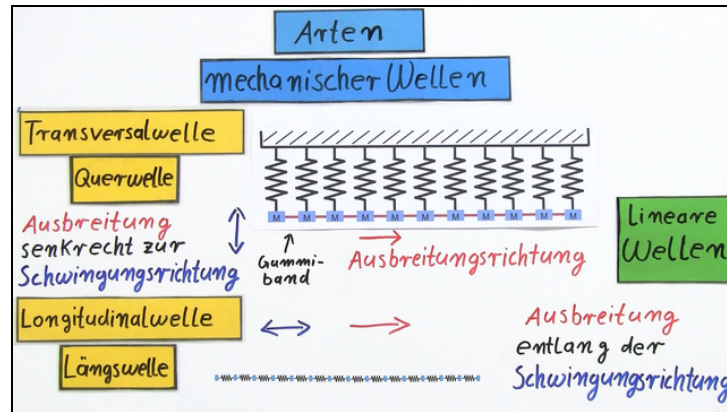 Arten
mechanischer Wellen
Transversalwelle
Querwelle
M M M M M M M M M M M
Ausbreitung
senkrecht zur
Schwingungsrichtung
Gummi-
band
Ausbreitungsrichtung
Lineare
Wellen
Longitudinalwelle
Längswelle
Ausbreitung
entlang der
Schwingungsrichtung